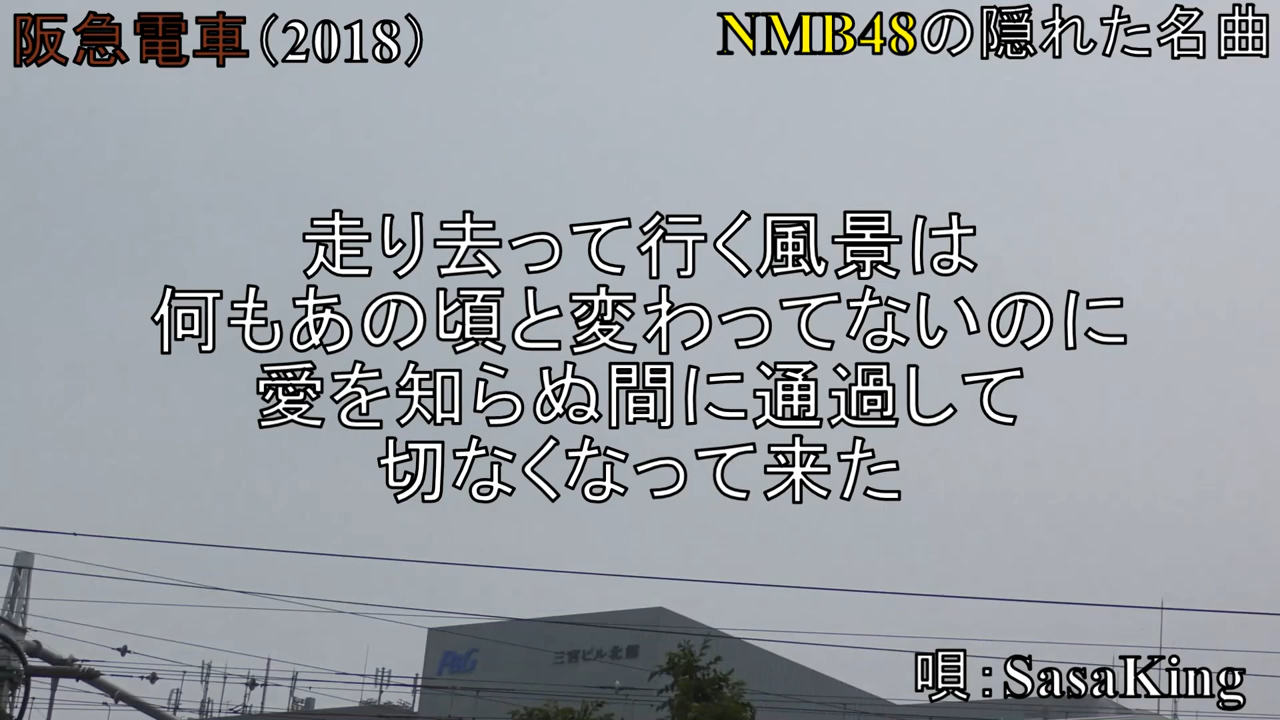 阪急電車（2018）
NMB48の隠れた名曲
走り去って行く風景は
何もあの頃と変わってないのに
愛を知らぬ間に通過して
切なくなって来た
P&G
三宮ビル北館
唄：SasaKing